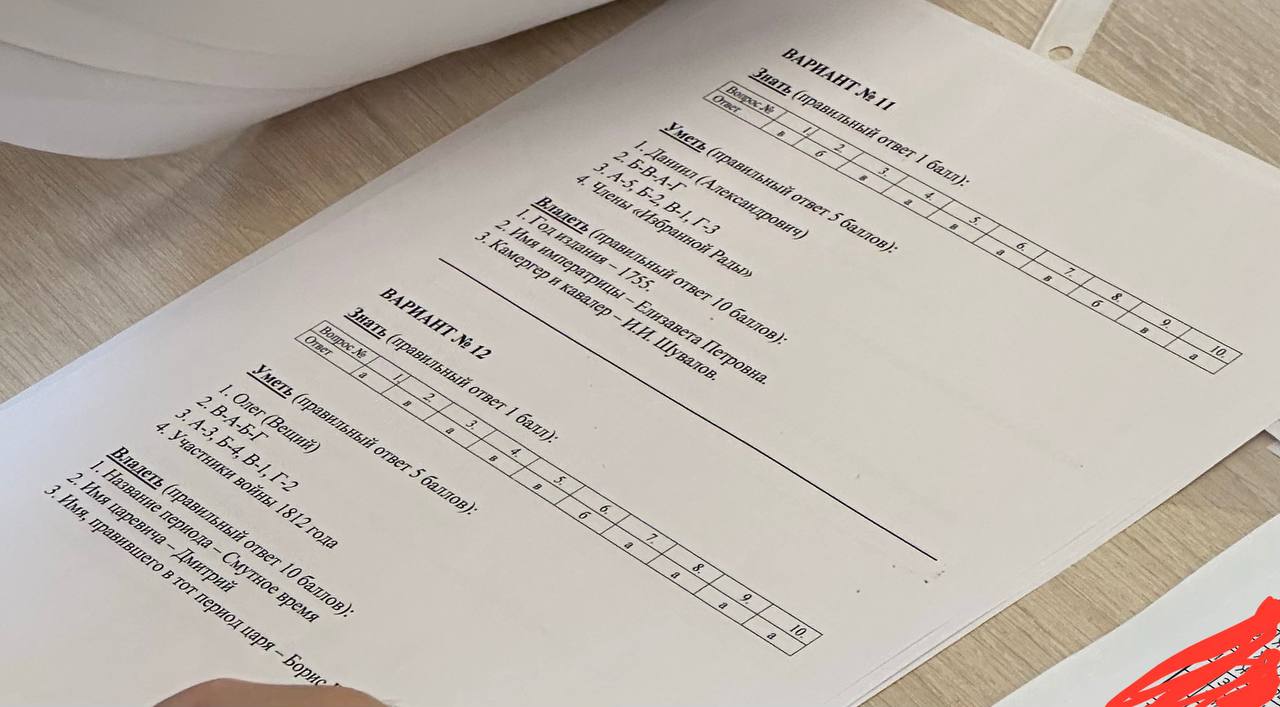 ВАРИАНТ № 11
Знать (правильный ответ 1 балл):
Вопрос № 1. 2. 3. 4. 5. 6. 7. 8. 9. 10.
Ответ в б в а в а в б в а
Уметь (правильный ответ 5 баллов):
1. Даниил (Александрович)
2. Б-В-А-Г
3. А-5, Б-2, В-1, Г-3
4. Члены «Избранной Рады»
Владеть (правильный ответ 10 баллов):
1. Год издания – 1755.
2. Имя императрицы – Елизавета Петровна.
3. Камергер и кавалер – И.И. Шувалов.
ВАРИАНТ № 12
Знать (правильный ответ 1 балл):
Вопрос № 1. 2. 3. 4. 5. 6. 7. 8. 9. 10.
Ответ а в а в в б а а а а
Уметь (правильный ответ 5 баллов):
1. Олег (Вещий)
2. В-А-Б-Г
3. А-3, Б-4, В-1, Г-2
4. Участники войны 1812 года
Владеть (правильный ответ 10 баллов):
1. Название периода – Смутное время
2. Имя царевича – Дмитрий
3. Имя, правившего в тот период царя – Борис